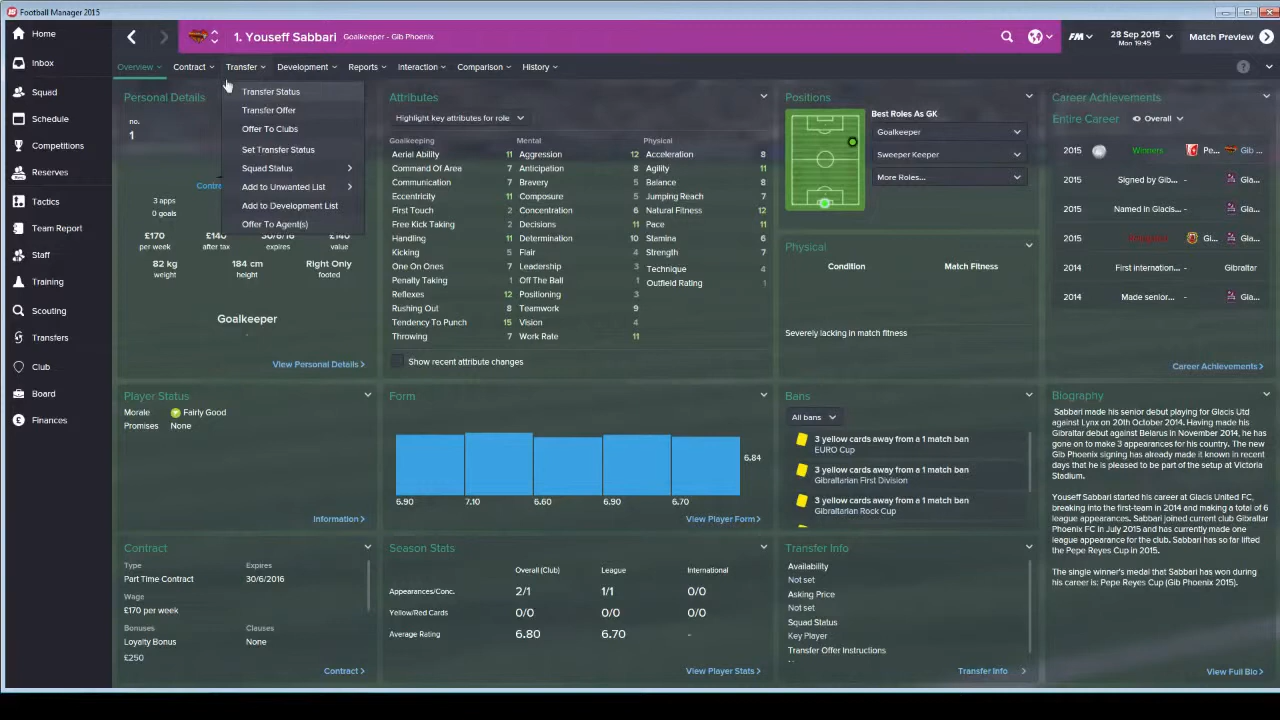 Football Manager 2015
Home
Inbox
Squad
Schedule
Competitions
Reserves
Tactics
Team Report
Staff
Training
Scouting
Transfers
Club
Board
Finances
1. Youseff Sabbari Goalkeeper - Gib Phoenix
FM
28 Sep 2015
Mon 19:45
Match Preview
Overview Contract Transfer Development Reports Interaction Comparison History
Transfer Status
Transfer Offer
Offer To Clubs
Set Transfer Status
Squad Status
Add to Unwanted List
Add to Development List
Offer To Agent(s)
Personal Details
no.
1
3 apps
0 goals
£170 £140 30/6/16 £140
per week after tax expires value
82 kg 184 cm Right Only
weight height footed
Goalkeeper
View Personal Details
Attributes
Highlight key attributes for role
Goalkeeping Mental Physical
Aerial Ability 11 Aggression 12 Acceleration 8
Command Of Area 7 Anticipation 8 Agility 11
Communication 7 Bravery 5 Balance 8
Eccentricity 11 Composure 5 Jumping Reach 7
First Touch 2 Concentration 6 Natural Fitness 12
Free Kick Taking 2 Decisions 11 Pace 11
Handling 11 Determination 10 Stamina 6
Kicking 5 Flair 4 Strength 7
One On Ones 7 Leadership 3 Technique 4
Penalty Taking 1 Off The Ball 1 Outfield Rating 1
Reflexes 12 Positioning 3
Rushing Out 8 Teamwork 9
Tendency To Punch 15 Vision 4
Throwing 7 Work Rate 11
Show recent attribute changes
Positions
Best Roles As GK
Goalkeeper
Sweeper Keeper
More Roles...
Physical
Condition Match Fitness
Severely lacking in match fitness
Career Achievements
Entire Career Overall
2015 Winners Pe... Gib ...
2015 Signed by Gib... - Gla...
2015 Named in Glacis... - Gla...
2015 Gi... Gla...
2014 First internation... - Gibraltar
2014 Made senior... - Gla...
Career Achievements
Player Status
Morale Fairly Good
Promises None
Information
Form
6.84
6.90 7.10 6.60 6.90 6.70
View Player Form
Bans
All bans
3 yellow cards away from a 1 match ban
EURO Cup
3 yellow cards away from a 1 match ban
Gibraltarian First Division
3 yellow cards away from a 1 match ban
Gibraltarian Rock Cup
Biography
Sabbari made his senior debut playing for Glacis Utd
against Lynx on 20th October 2014. Having made his
Gibraltar debut against Belarus in November 2014, he has
gone on to make 3 appearances for his country. The new
Gib Phoenix signing has already made it known in recent
days that he is pleased to be part of the setup at Victoria
Stadium.
Youseff Sabbari started his career at Glacis United FC,
breaking into the first-team in 2014 and making a total of 6
league appearances. Sabbari joined current club Gibraltar
Phoenix FC in July 2015 and has currently made one
league appearance for the club. Sabbari has so far lifted
the Pepe Reyes Cup in 2015.
The single winner's medal that Sabbari has won during
his career is: Pepe Reyes Cup (Gib Phoenix 2015).
View Full Bio
Contract
Type Expires
Part Time Contract 30/6/2016
Wage
£170 per week
Bonuses Clauses
Loyalty Bonus None
£250
Contract
Season Stats
Overall (Club) League International
Appearances/Conc. 2/1 1/1 0/0
Yellow/Red Cards 0/0 0/0 0/0
Average Rating 6.80 6.70 -
View Player Stats
Transfer Info
Availability
Not set
Asking Price
Not set
Squad Status
Key Player
Transfer Offer Instructions
Transfer Info